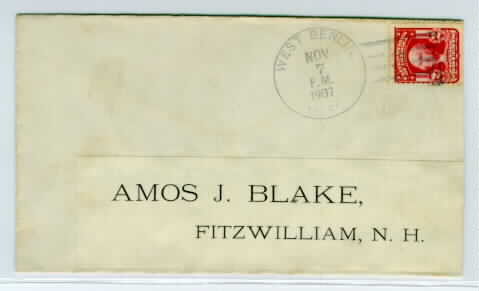 WEST BEND,
NOV
7
P.M.
1907
AMOS J. BLAKE,
FITZWILLIAM, N. H.